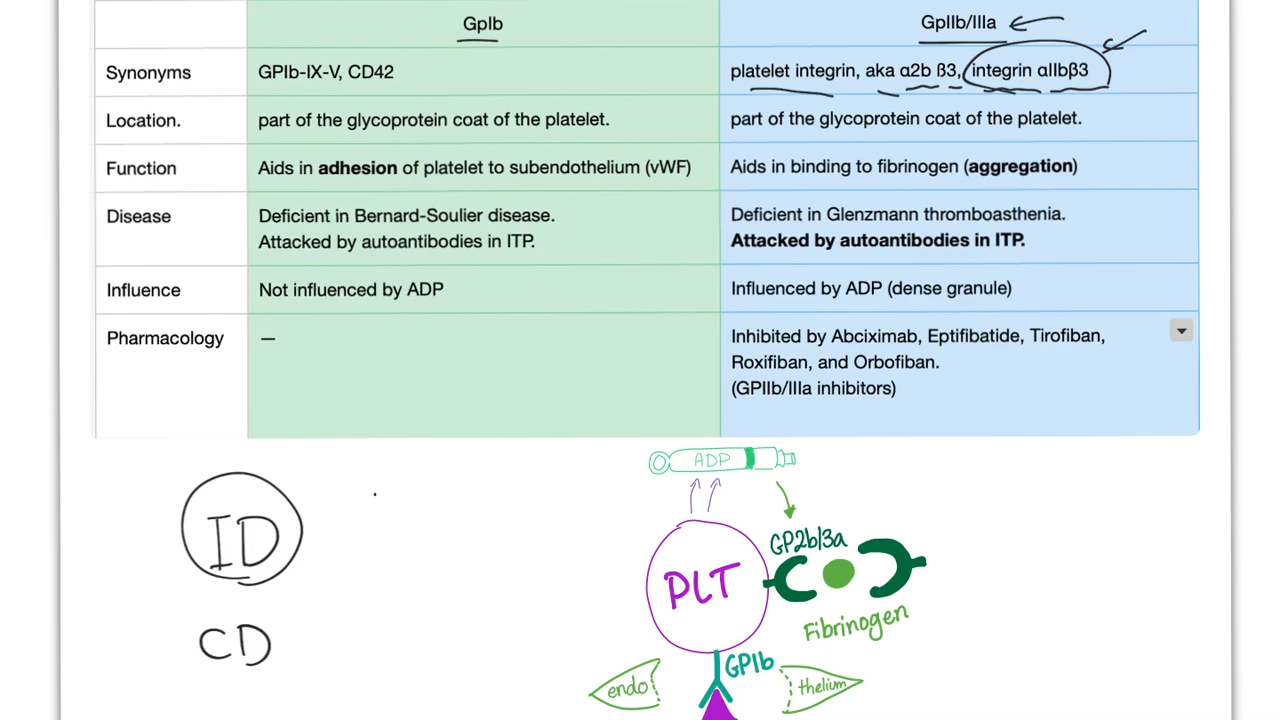 GpIb GpIIb/IIIa
Synonyms GPIb-IX-V, CD42 platelet integrin, aka α2b β3, integrin αIIbβ3
Location. part of the glycoprotein coat of the platelet. part of the glycoprotein coat of the platelet.
Function Aids in adhesion of platelet to subendothelium (vWF) Aids in binding to fibrinogen (aggregation)
Disease Deficient in Bernard-Soulier disease. Deficient in Glenzmann thromboasthenia.
Attacked by autoantibodies in ITP. Attacked by autoantibodies in ITP.
Influence Not influenced by ADP Influenced by ADP (dense granule)
Pharmacology — Inhibited by Abciximab, Eptifibatide, Tirofiban,
Roxifiban, and Orbofiban.
(GPIIb/IIIa inhibitors)
ADP
ID
GP2b/3a
PLT
Fibrinogen
CD
GP1b
endo thelium